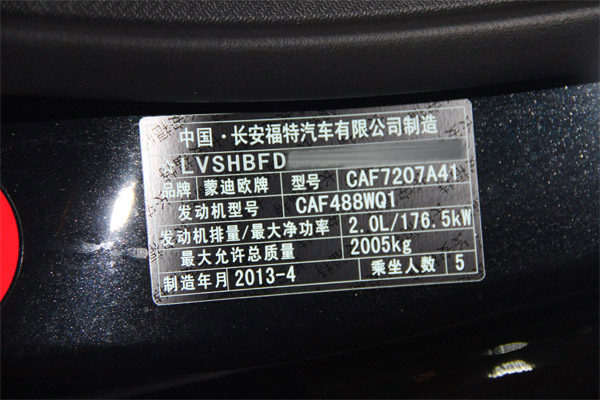 中国·长安福特汽车有限公司制造
LVSHBFD
品牌 蒙迪欧牌 型号 CAF7207A41
发动机型号 CAF488WQ1
发动机排量/最大净功率 2.0L/176.5kW
最大允许总质量 2005kg
制造年月 2013-4 乘坐人数 5